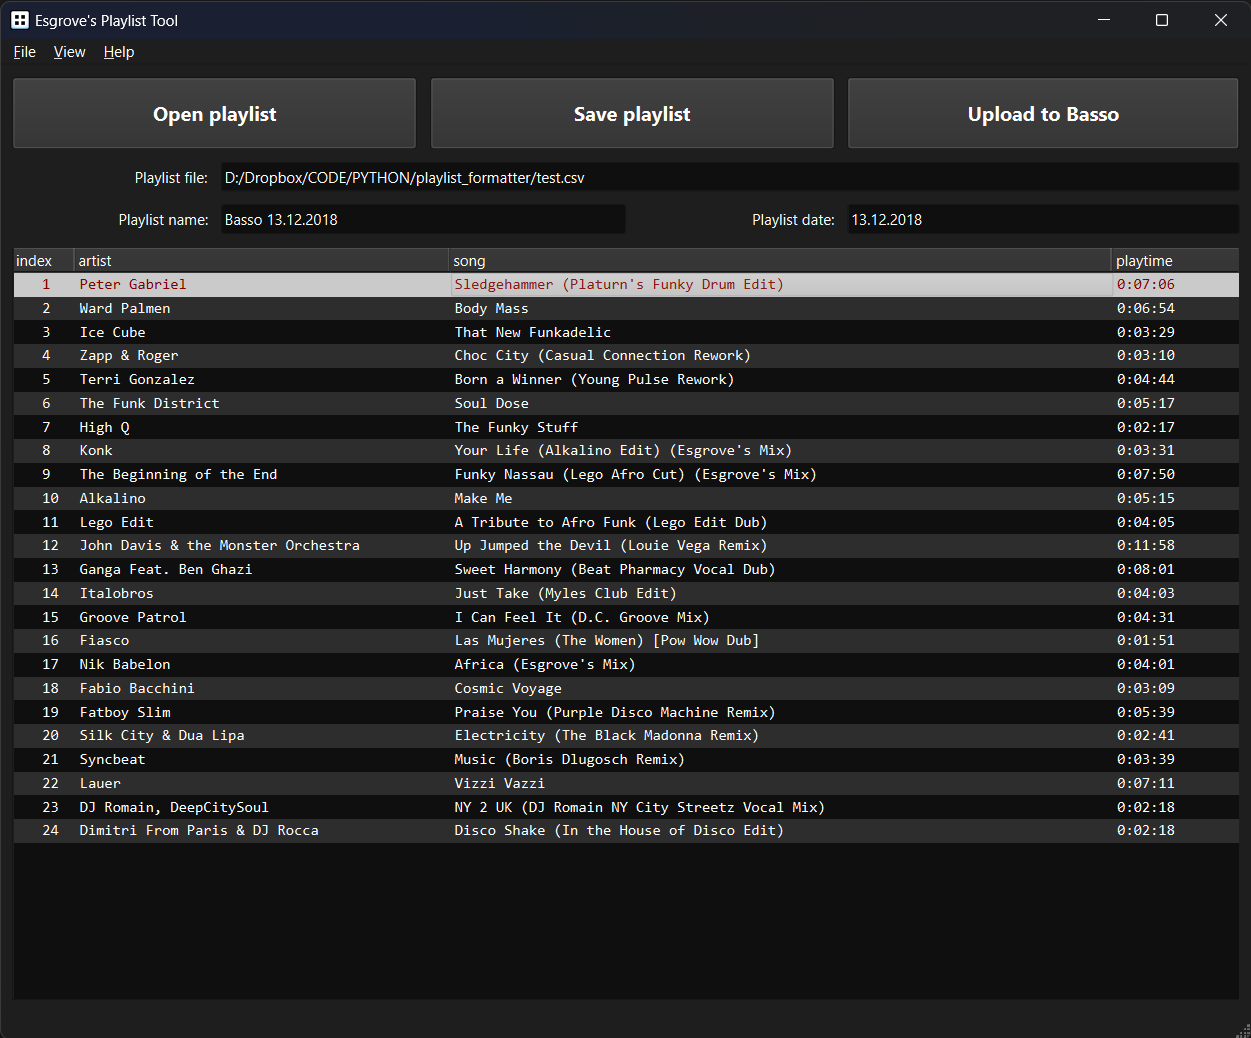 Esgrove's Playlist Tool
File View Help
Open playlist Save playlist Upload to Basso
Playlist file: D:/Dropbox/CODE/PYTHON/playlist_formatter/test.csv
Playlist name: Basso 13.12.2018 Playlist date: 13.12.2018
index artist song playtime
1 Peter Gabriel Sledgehammer (Platurn's Funky Drum Edit) 0:07:06
2 Ward Palmen Body Mass 0:06:54
3 Ice Cube That New Funkadelic 0:03:29
4 Zapp & Roger Choc City (Casual Connection Rework) 0:03:10
5 Terri Gonzalez Born a Winner (Young Pulse Rework) 0:04:44
6 The Funk District Soul Dose 0:05:17
7 High Q The Funky Stuff 0:02:17
8 Konk Your Life (Alkalino Edit) (Esgrove's Mix) 0:03:31
9 The Beginning of the End Funky Nassau (Lego Afro Cut) (Esgrove's Mix) 0:07:50
10 Alkalino Make Me 0:05:15
11 Lego Edit A Tribute to Afro Funk (Lego Edit Dub) 0:04:05
12 John Davis & the Monster Orchestra Up Jumped the Devil (Louie Vega Remix) 0:11:58
13 Ganga Feat. Ben Ghazi Sweet Harmony (Beat Pharmacy Vocal Dub) 0:08:01
14 Italobros Just Take (Myles Club Edit) 0:04:03
15 Groove Patrol I Can Feel It (D.C. Groove Mix) 0:04:31
16 Fiasco Las Mujeres (The Women) [Pow Wow Dub] 0:01:51
17 Nik Babelon Africa (Esgrove's Mix) 0:04:01
18 Fabio Bacchini Cosmic Voyage 0:03:09
19 Fatboy Slim Praise You (Purple Disco Machine Remix) 0:05:39
20 Silk City & Dua Lipa Electricity (The Black Madonna Remix) 0:02:41
21 Syncbeat Music (Boris Dlugosch Remix) 0:03:39
22 Lauer Vizzi Vazzi 0:07:11
23 DJ Romain, DeepCitySoul NY 2 UK (DJ Romain NY City Streetz Vocal Mix) 0:02:18
24 Dimitri From Paris & DJ Rocca Disco Shake (In the House of Disco Edit) 0:02:18